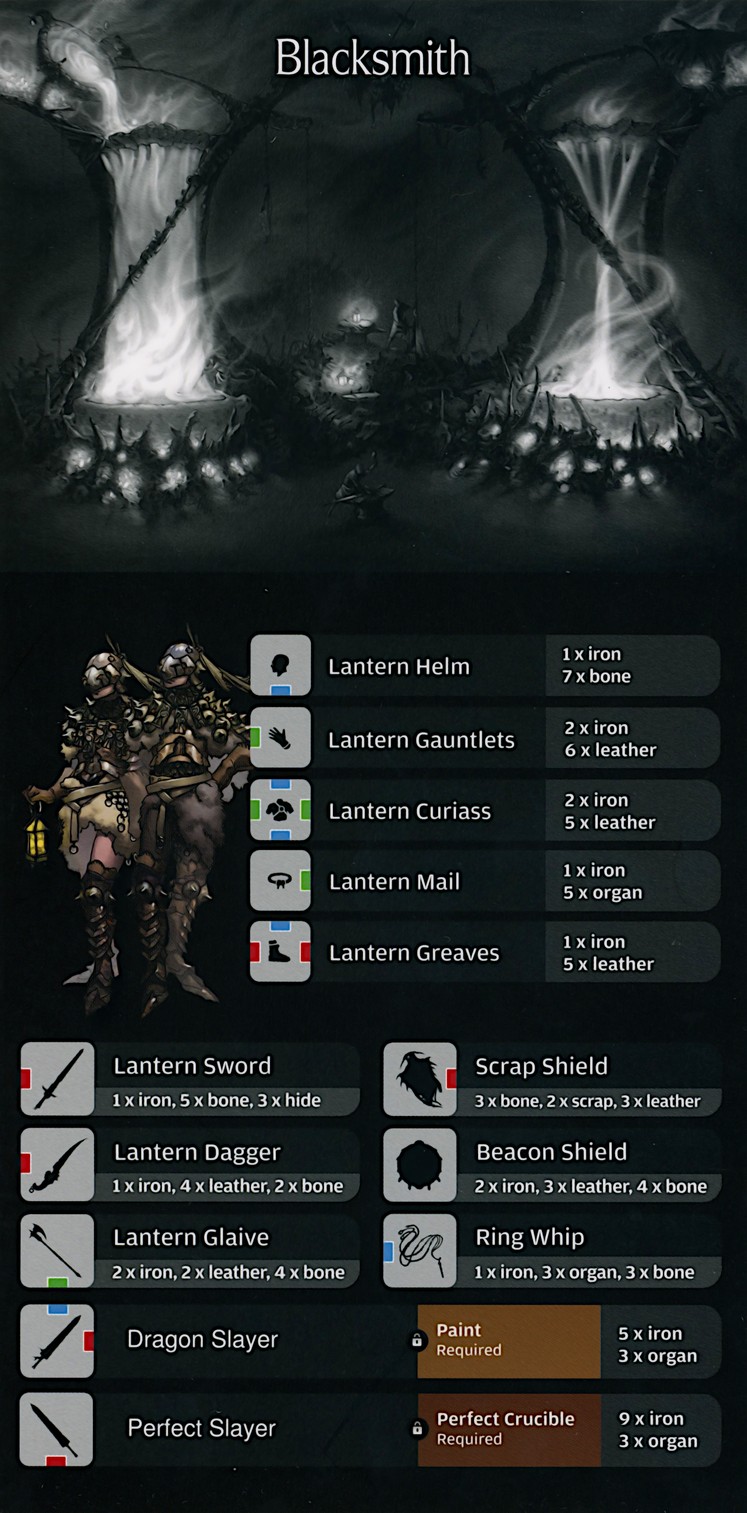 Blacksmith
Lantern Helm
1 x iron
7 x bone
Lantern Gauntlets
2 x iron
6 x leather
Lantern Curiass
2 x iron
5 x leather
Lantern Mail
1 x iron
5 x organ
Lantern Greaves
1 x iron
5 x leather
Lantern Sword
1 x iron, 5 x bone, 3 x hide
Scrap Shield
3 x bone, 2 x scrap, 3 x leather
Lantern Dagger
1 x iron, 4 x leather, 2 x bone
Beacon Shield
2 x iron, 3 x leather, 4 x bone
Lantern Glaive
2 x iron, 2 x leather, 4 x bone
Ring Whip
1 x iron, 3 x organ, 3 x bone
Dragon Slayer
Paint
Required
5 x iron
3 x organ
Perfect Slayer
Perfect Crucible
Required
9 x iron
3 x organ